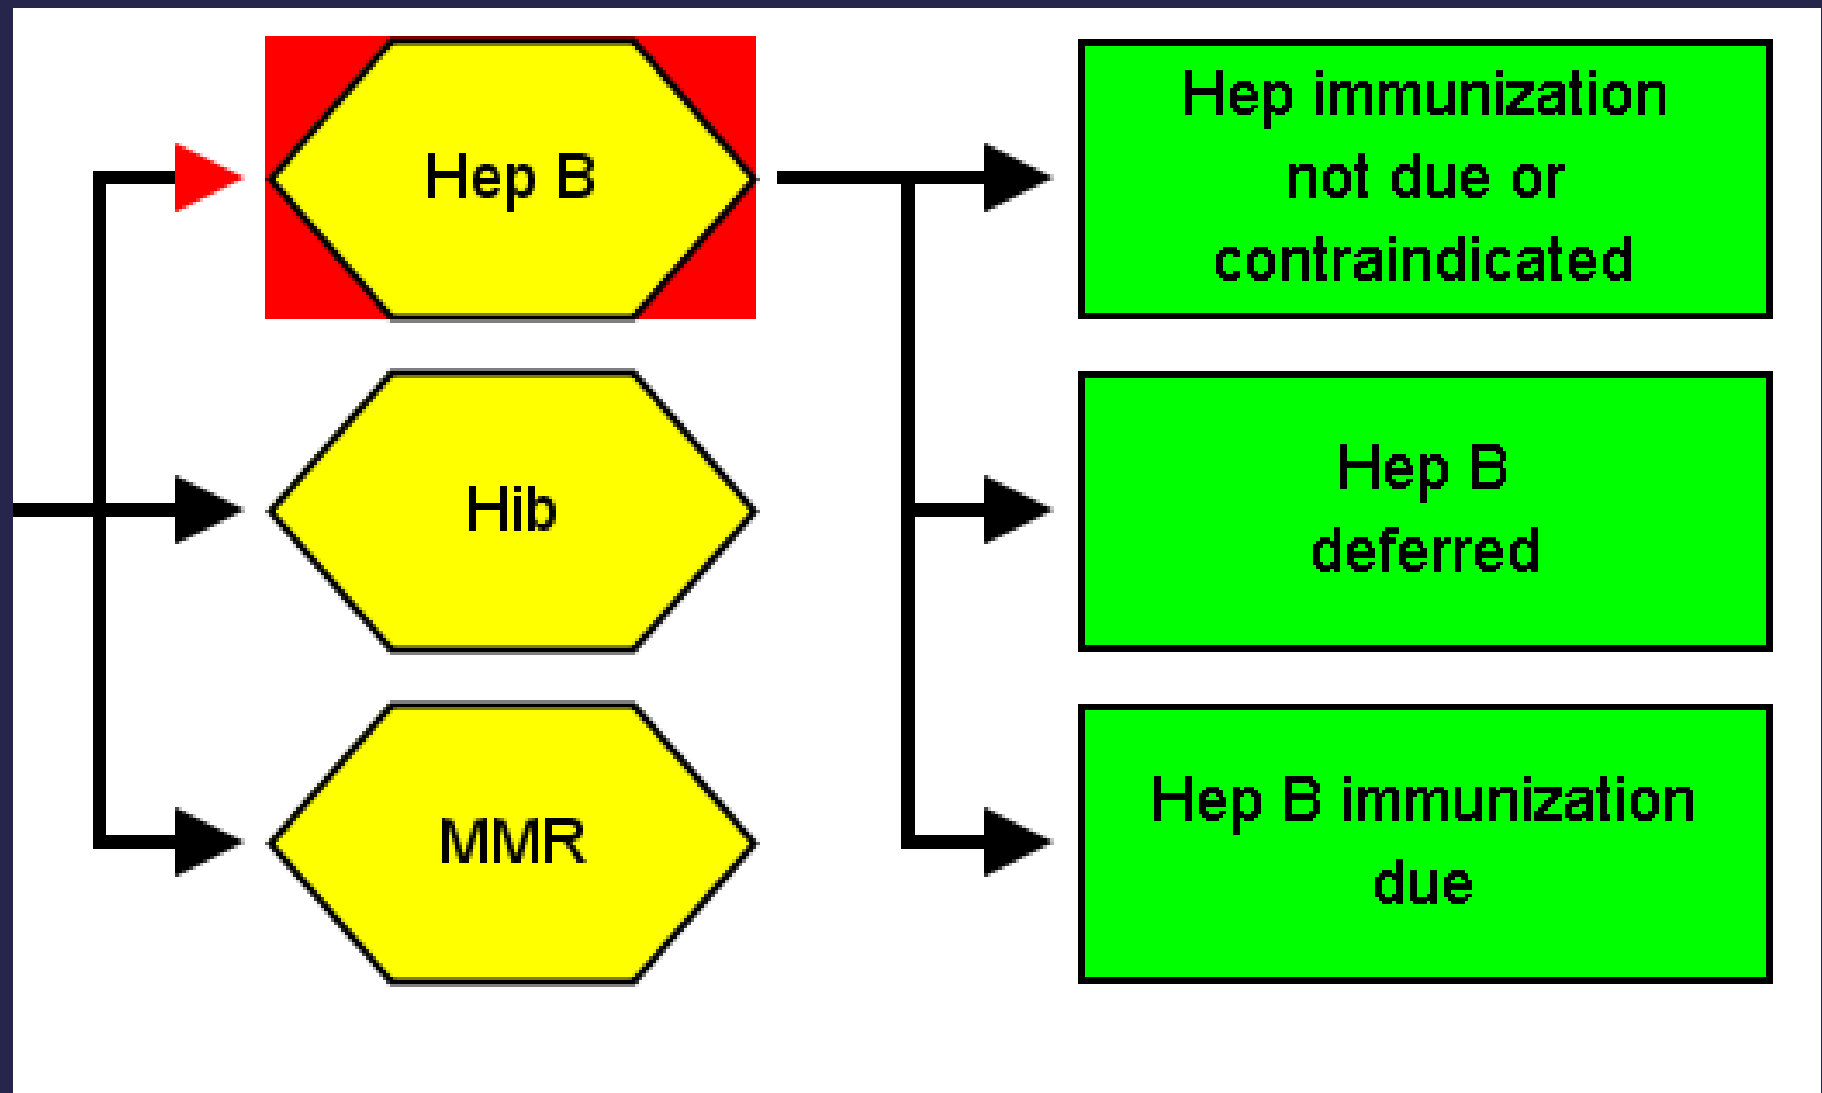 Hep B
Hep immunization
not due or
contraindicated
Hib
Hep B
deferred
MMR
Hep B immunization
due